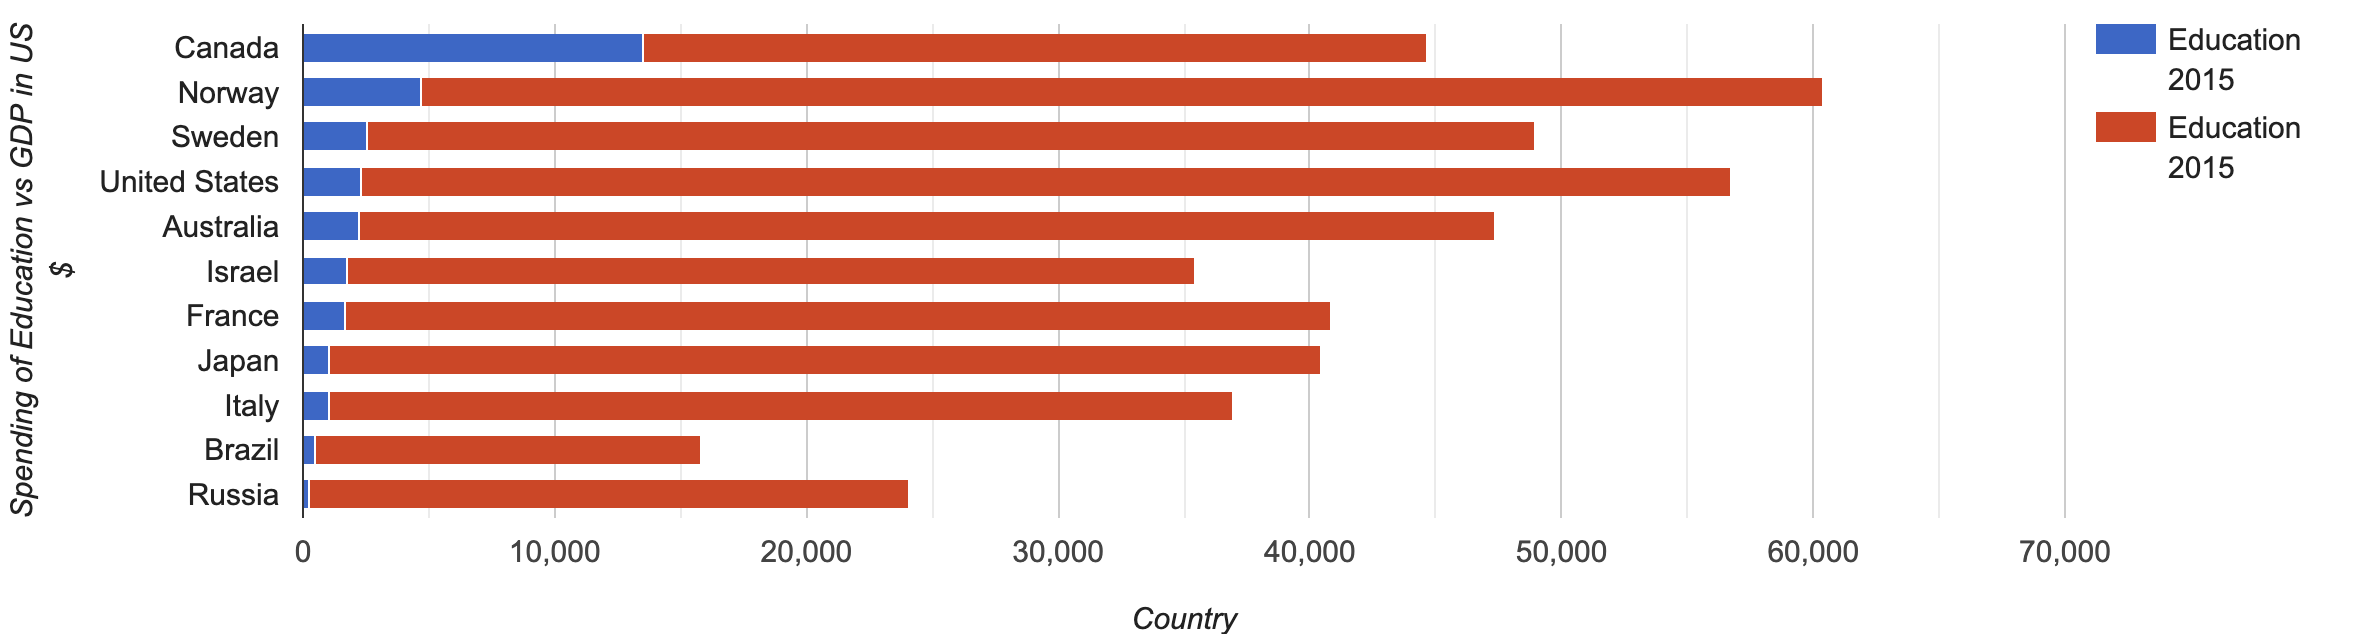 Spending of Education vs GDP in US
$
Canada
Norway
Sweden
United States
Australia
Israel
France
Japan
Italy
Brazil
Russia
0 10,000 20,000 30,000 40,000 50,000 60,000 70,000
Country
Education
2015
Education
2015